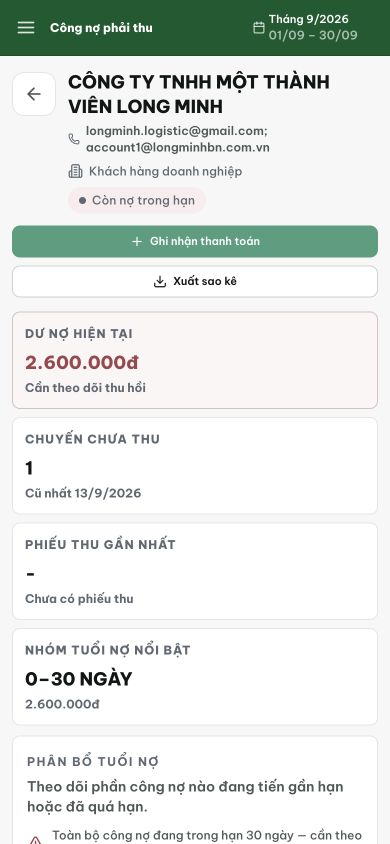 Công nợ phải thu
Tháng 9/2026
01/09 – 30/09
CÔNG TY TNHH MỘT THÀNH
VIÊN LONG MINH
longminh.logistic@gmail.com;
account1@longminhbn.com.vn
Khách hàng doanh nghiệp
Còn nợ trong hạn
Ghi nhận thanh toán
Xuất sao kê
DƯ NỢ HIỆN TẠI
2.600.000đ
Cần theo dõi thu hồi
CHUYẾN CHƯA THU
1
Cũ nhất 13/9/2026
PHIẾU THU GẦN NHẤT
-
Chưa có phiếu thu
NHÓM TUỔI NỢ NỔI BẬT
0–30 NGÀY
2.600.000đ
PHÂN BỔ TUỔI NỢ
Theo dõi phần công nợ nào đang tiến gần hạn
hoặc đã quá hạn.
Toàn bộ công nợ đang trong hạn 30 ngày — cần theo